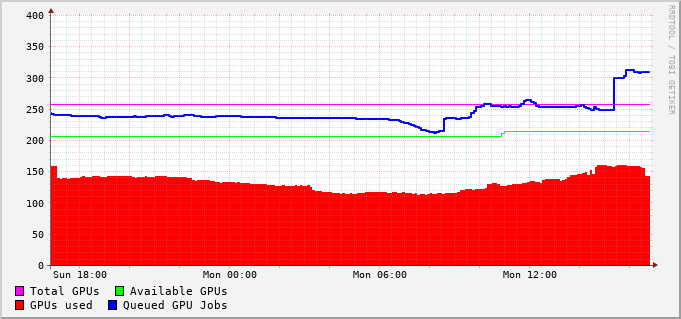 400
350
300
250
200
150
100
50
0
Sun 18:00 Mon 00:00 Mon 06:00 Mon 12:00
Total GPUs Available GPUs
GPUs used Queued GPU Jobs
RRDTOOL / TOBI OETIKER